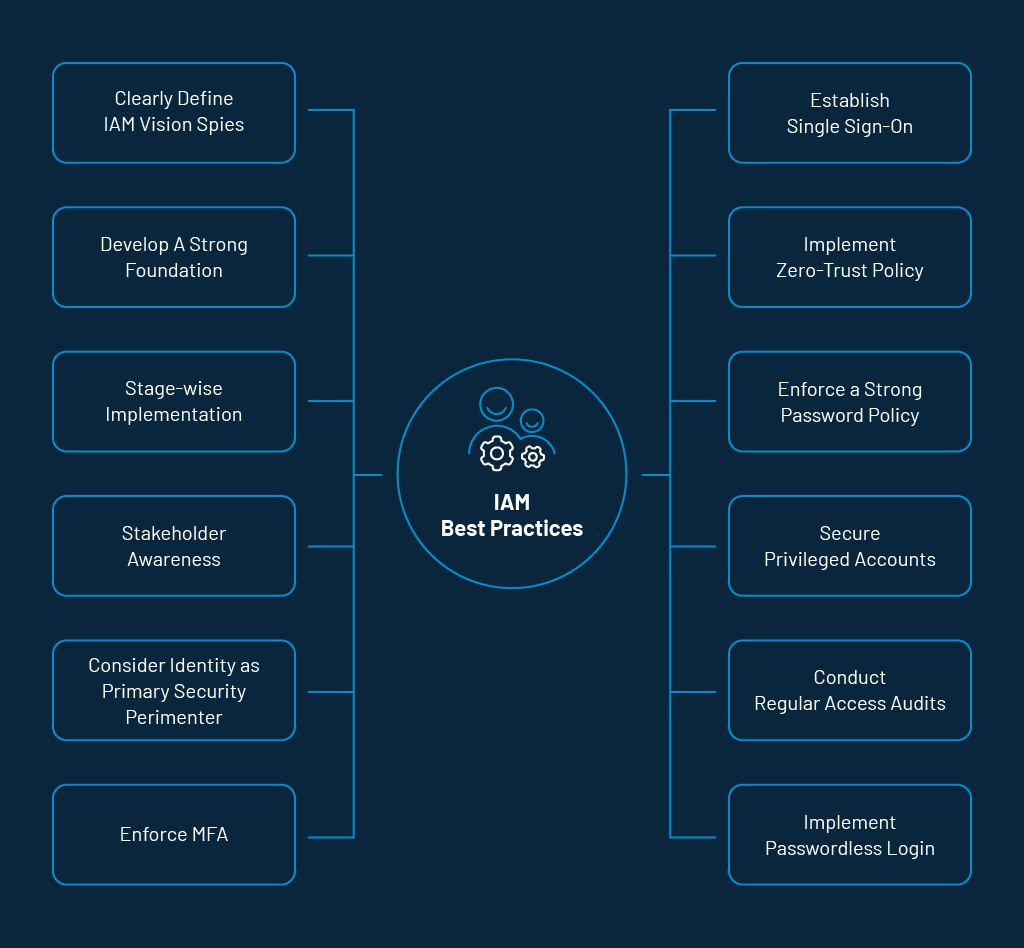 Clearly Define
IAM Vision Spies
Develop A Strong
Foundation
Stage-wise
Implementation
Stakeholder
Awareness
Consider Identity as
Primary Security
Perimenter
Enforce MFA
IAM
Best Practices
Establish
Single Sign-On
Implement
Zero-Trust Policy
Enforce a Strong
Password Policy
Secure
Privileged Accounts
Conduct
Regular Access Audits
Implement
Passwordless Login